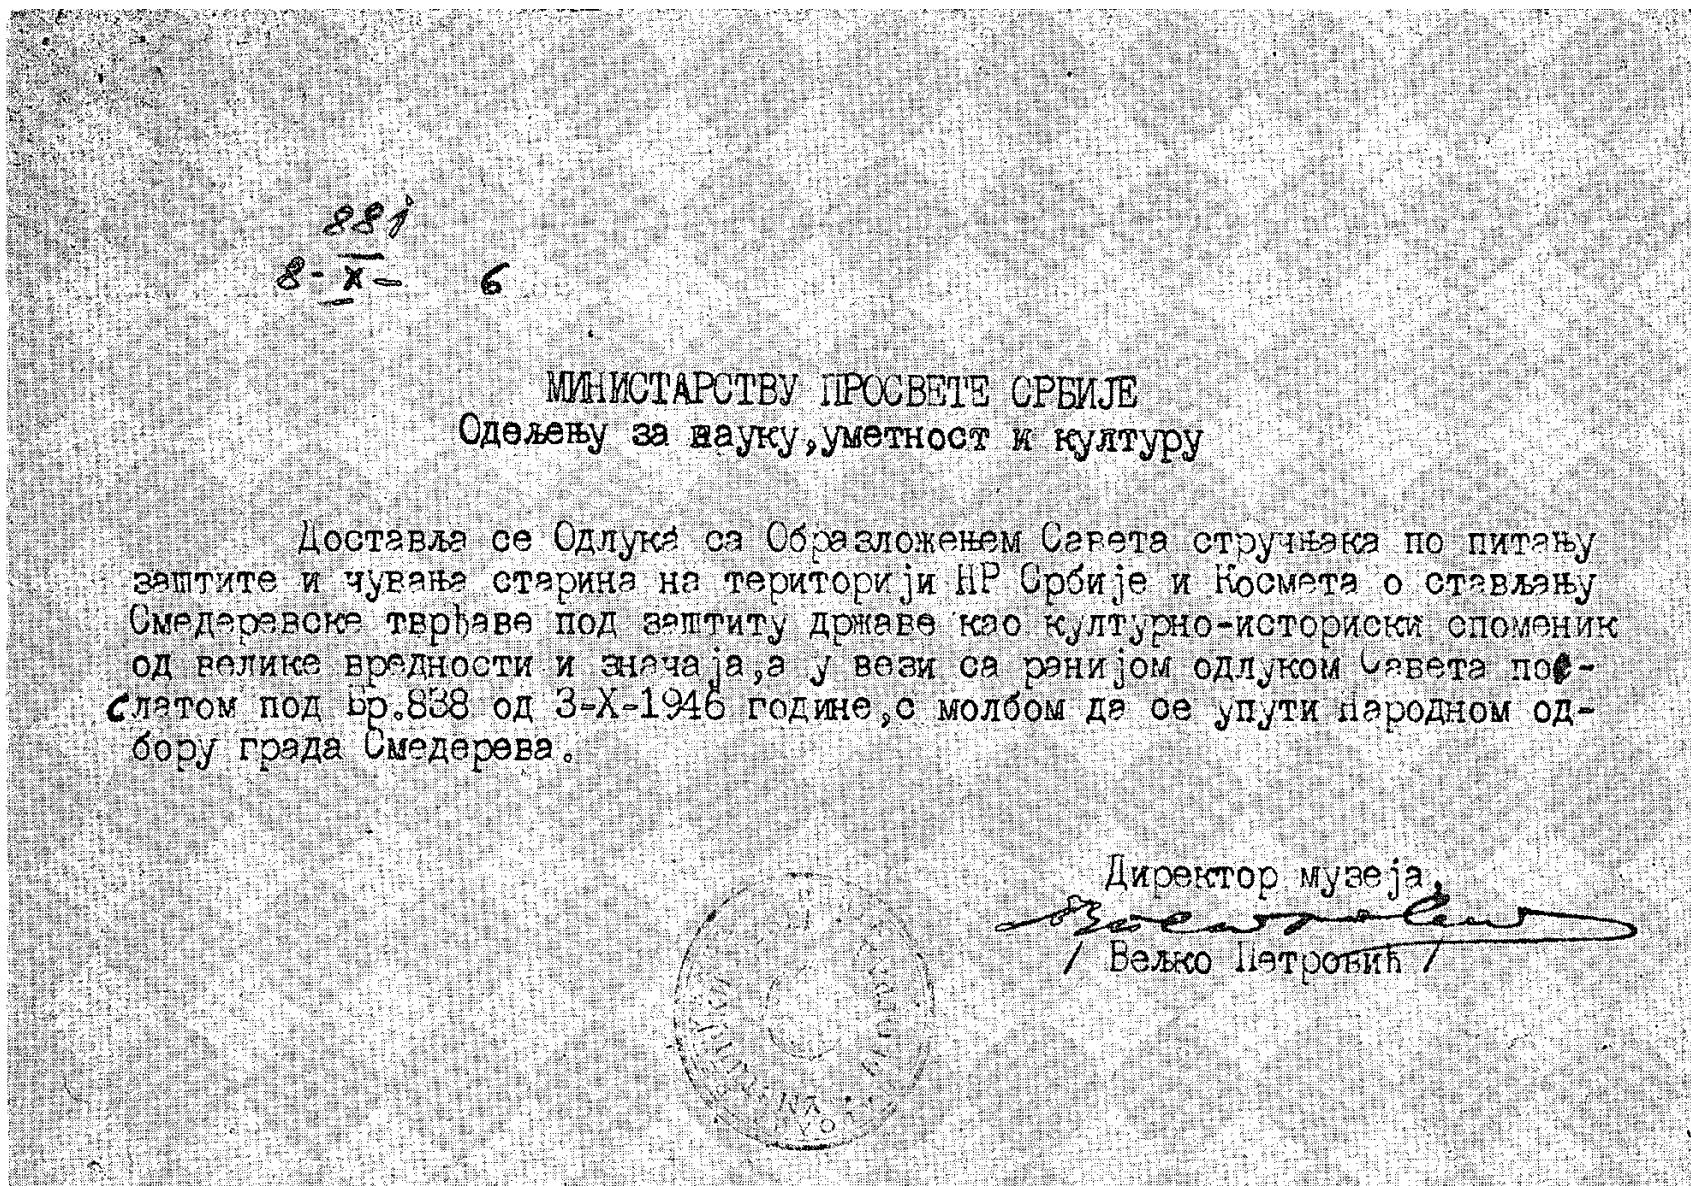 881
8-X- 6
МИНИСТАРСТВУ ПРОСВЕТЕ СРБИЈЕ
Одељењу за науку,уметност и културу
Доставља се Одлука са Образложењем Савета стручњака по питању
заштите и чувања старина на територији НР Србије и Космета о стављању
Смедеревске тврђаве под заштиту државе као културно-историски споменик
од велике вредности и значаја,а у вези са ранијом одлуком Савета по-
слатом под Бр.838 од 3-X-1946 године,с молбом да се упути Народном од-
бору града Смедерева.
Директор музеја,
/ Вељко Петровић /